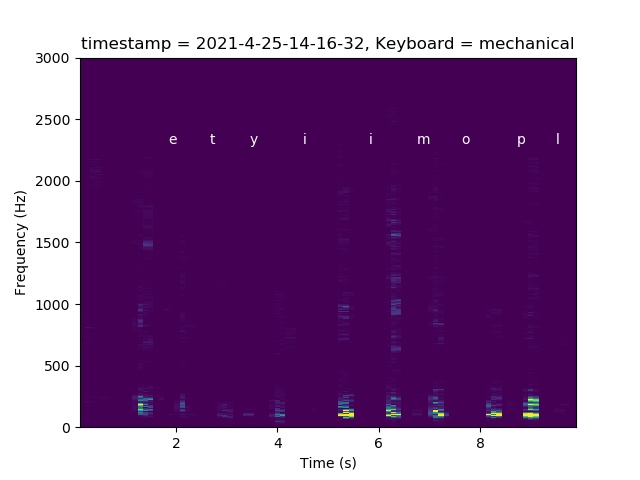 timestamp = 2021-4-25-14-16-32, Keyboard = mechanical
3000
2500
e t y i i m o p l
2000
1500
1000
500
0
2 4 6 8
Frequency (Hz)
Time (s)